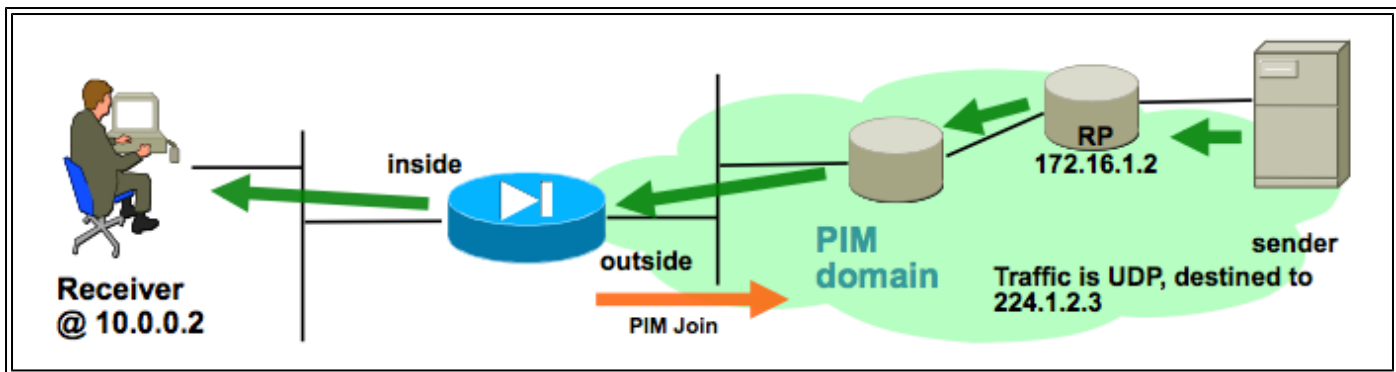 inside
outside
Receiver
@ 10.0.0.2
PIM Join
PIM
domain
RP
172.16.1.2
sender
Traffic is UDP, destined to
224.1.2.3